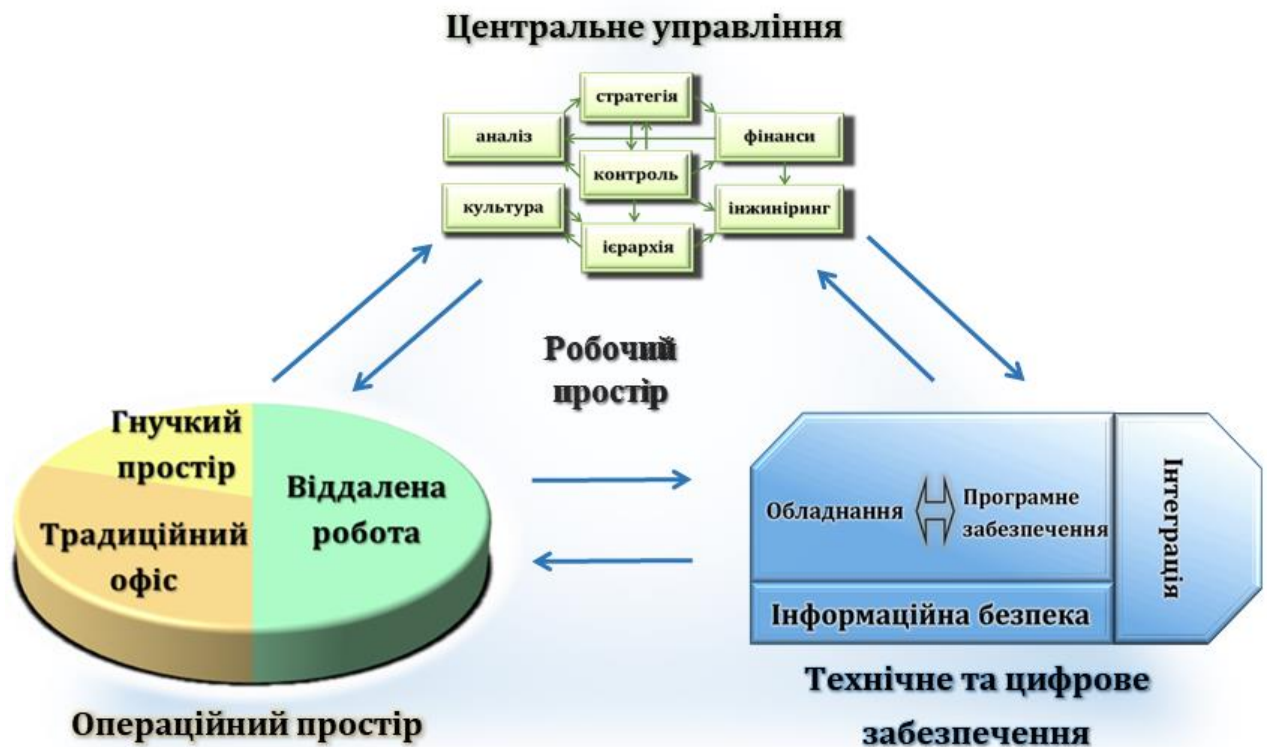 Центральне управління
стратегія
аналіз
фінанси
контроль
культура
інжиніринг
ієрархія
Робочий
простір
Гнучкий
простір
Віддалена
робота
Традиційний
офіс
Операційний простір
Обладнання
Програмне
забезпечення
Інтеграція
Інформаційна безпека
Технічне та цифрове
забезпечення